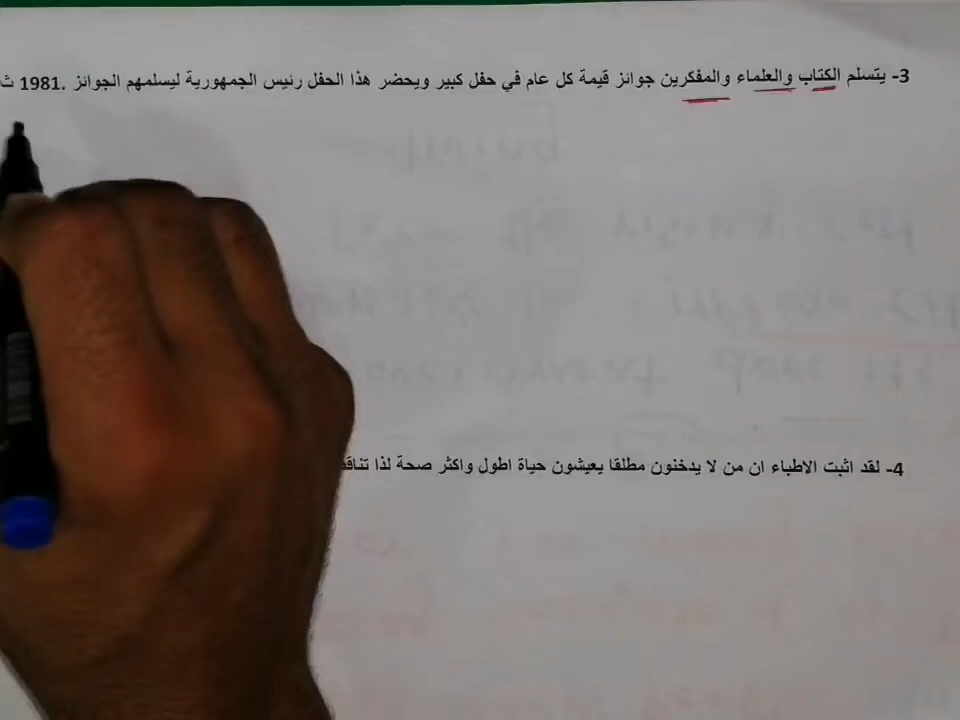 3- يتسلم الكتاب والعلماء والمفكرين جوائز قيمة كل عام في حفل كبير ويحضر هذا الحفل رئيس الجمهورية ليسلمهم الجوائز .1981 ث
4- لقد اثبت الاطباء ان من لا يدخنون مطلقا يعيشون حياة اطول واكثر صحة لذا